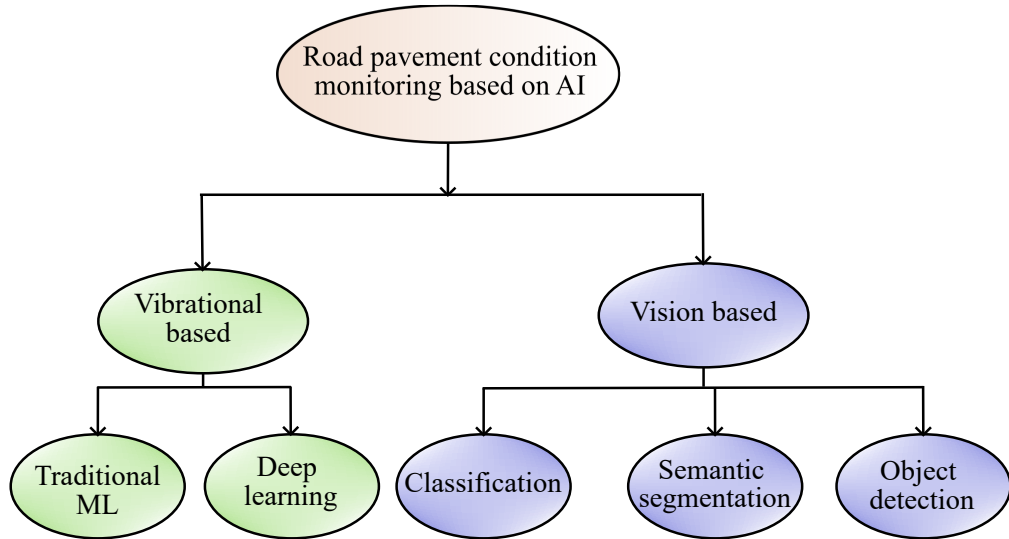 Road pavement condition
monitoring based on AI
Vibrational
based
Vision based
Traditional
ML
Deep
learning
Classification
Semantic
segmentation
Object
detection